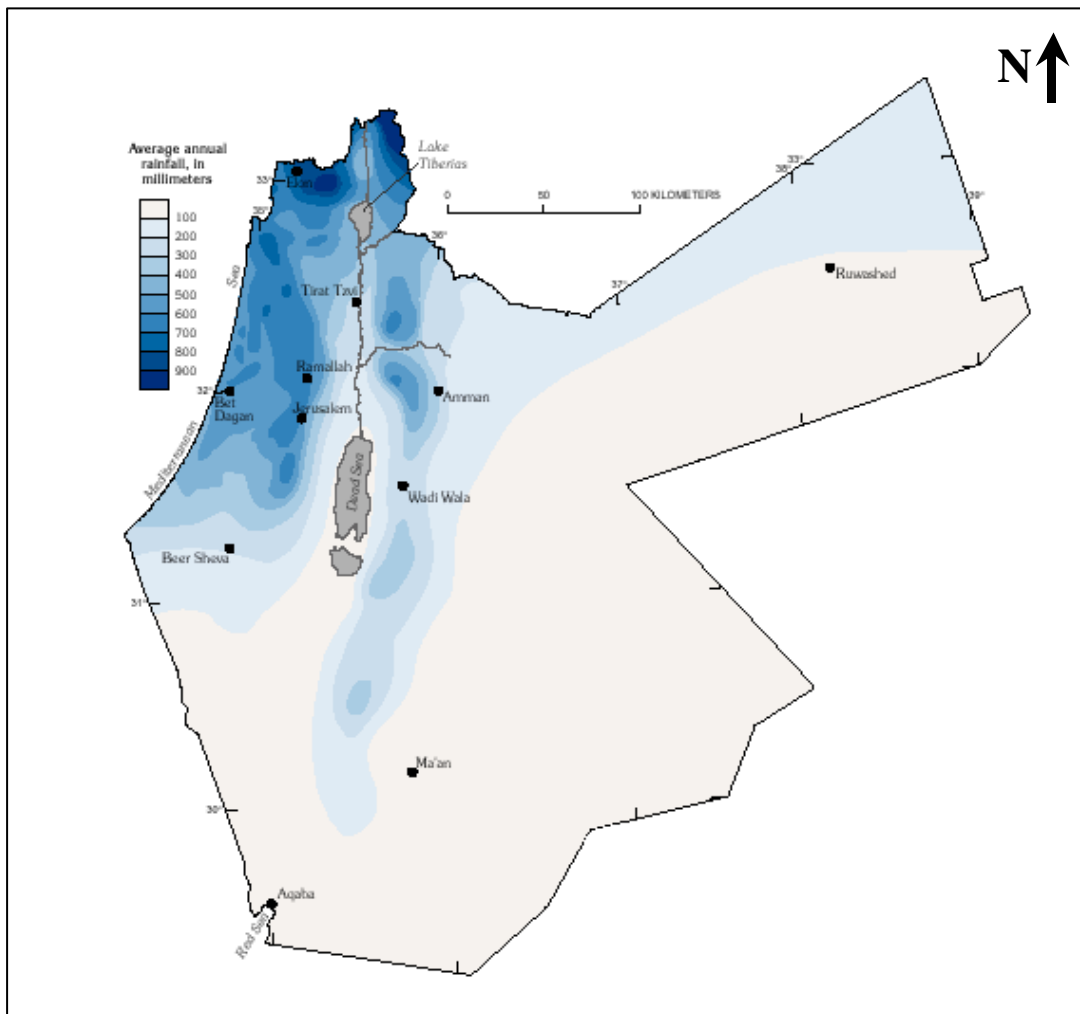 N
Average annual
rainfall, in
millimeters
100
200
300
400
500
600
700
800
900
Lake
Tiberias
0
50
100 KILOMETERS
33°
38°
39°
Elon
33°
35°
36°
37°
Ruwashed
Sea
Tirat Tzvi
Ramallah
32°
Bet
Dagan
Jerusalem
Amman
Mediterranean
Dead Sea
Wadi Wala
Beer Sheva
31°
Ma'an
30°
Aqaba
Red Sea